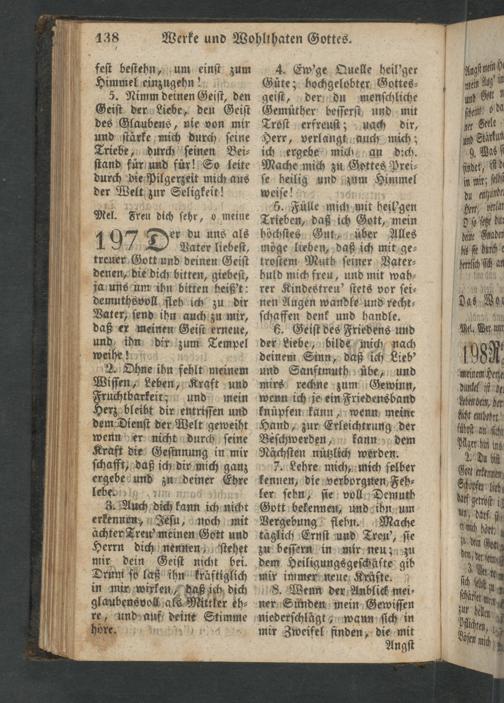 138 Werke und Wohlthaten Gottes.
fest bestehn, um einst zum
Himmel einzugehn!
5. Nimm deinen Geist, den
Geist der Liebe, den Geist
des Glaubens, nie von mir
und stärke mich durch seine
Triebe, durch seinen Bei-
stand für und für! So leite
durch die Pilgerzeit mich aus
der Welt zur Seligkeit!
Mel. Freu dich sehr, o meine
197 Der du uns als
Vater liebest,
treuer Gott und deinen Geist
denen, die dich bitten, giebest,
ja uns um ihn bitten heiß't:
demuthsvoll fleh ich zu dir
Vater, send ihn auch zu mir,
daß er meinen Geist erneue,
und ihn dir zum Tempel
weihe!
2. Ohne ihn fehlt meinem
Wissen, Leben, Kraft und
Fruchtbarkeit; und mein
Herz bleibt dir entrissen und
dem Dienst der Welt geweiht
wenn er nicht durch seine
Kraft die Gesinnung in mir
schafft, daß ich dir mich ganz
ergebe und zu deiner Ehre
lebe.
3. Auch dich kann ich nicht
erkennen, Jesu, noch mit
ächter Treu meinen Gott und
Herrn dich nennen, stehet
mir dein Geist nicht bei.
Drum so laß ihn kräftiglich
in mir wirken, daß ich dich
glaubensvoll als Mittler eh-
re, und auf deine Stimme
höre.
4. Ew'ge Quelle heil'ger
Güte; hochgelobter Gottes-
geist, der du menschliche
Gemüther besserst und mit
Trost erfreust; nach dir,
Herr, verlangt auch mich;
ich ergebe mich an dich.
Mache mich zu Gottes Prei-
se heilig und zum Himmel
weise!
5. Fülle mich mit heil'gen
Trieben, daß ich Gott, mein
höchstes Gut, über Alles
möge lieben, daß ich mit ge-
trostem Muth seiner Vater-
huld mich freu, und mit wah-
rer Kindestreu' stets vor sei-
nen Augen wandle und recht-
schaffen denk und handle.
6. Geist des Friedens und
der Liebe, bilde mich nach
deinem Sinn, daß ich Lieb'
und Sanftmuth übe, und
mirs rechne zum Gewinn,
wenn ich je ein Friedensband
knüpfen kann, wenn meine
Hand, zur Erleichtrung der
Beschwerden, kann dem
Nächsten nützlich werden.
7. Lehre mich, mich selber
kennen, die verborgnen Feh-
ler sehn, sie voll Demuth
Gott bekennen, und ihn um
Vergebung flehn. Mache
täglich Ernst und Treu', sie
zu bessern in mir neu; zu
dem Heiligungsgeschäfte gib
mir immer neue Kräfte.
8. Wenn der Anblick mei-
ner Sünden mein Gewissen
niederschlägt, wann sich in
mir Zweifel finden, die mit
Angst